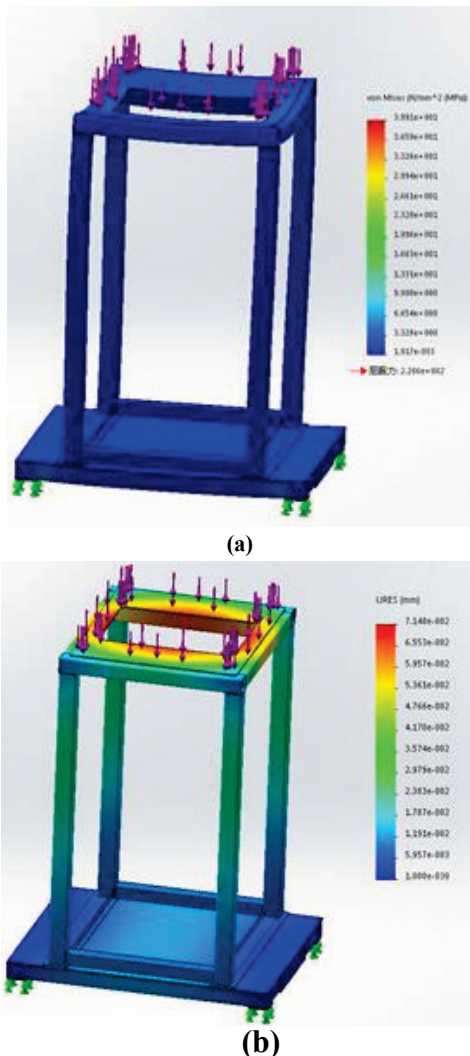 von Mises (N/mm^2 (MPa))
3.991e+001
3.659e+001
3.326e+001
2.994e+001
2.661e+001
2.328e+001
1.996e+001
1.663e+001
1.331e+001
9.980e+000
6.654e+000
3.328e+000
1.917e-003
屈服力: 2.206e+002
(a)
URES (mm)
7.148e-002
6.553e-002
5.957e-002
5.361e-002
4.766e-002
4.170e-002
3.574e-002
2.979e-002
2.383e-002
1.787e-002
1.191e-002
5.957e-003
1.000e-030
(b)